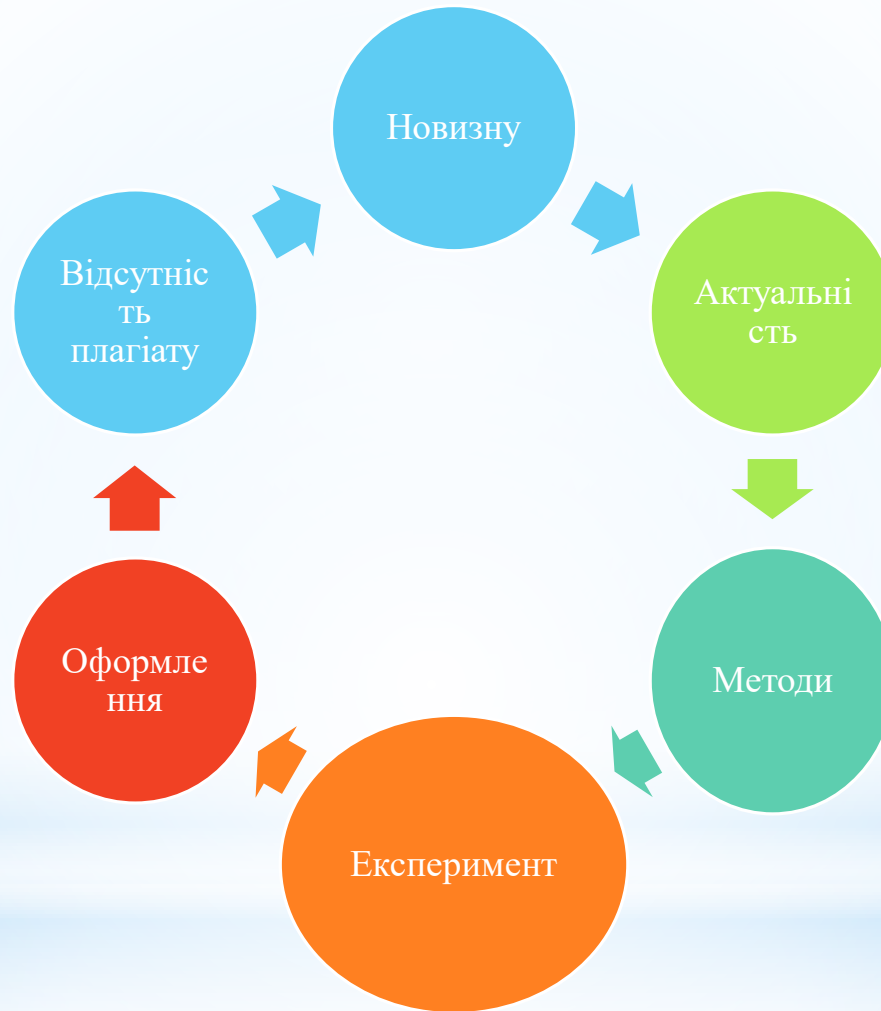 Новизну
Актуальні
сть
Методи
Експеримент
Оформле
ння
Відсутніс
ть
плагіату